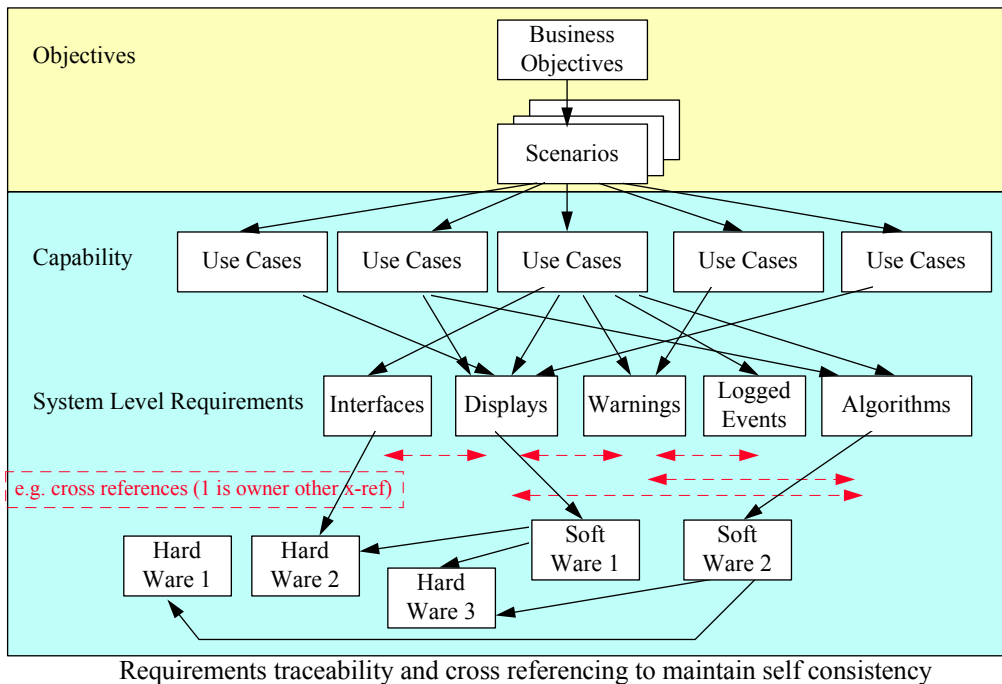 Objectives
Business
Objectives
Scenarios
Capability
Use Cases
Use Cases
Use Cases
Use Cases
Use Cases
System Level Requirements
Interfaces
Displays
Warnings
Logged
Events
Algorithms
e.g. cross references (1 is owner other x-ref)
Hard
Ware 1
Hard
Ware 2
Hard
Ware 3
Soft
Ware 1
Soft
Ware 2
Requirements traceability and cross referencing to maintain self consistency